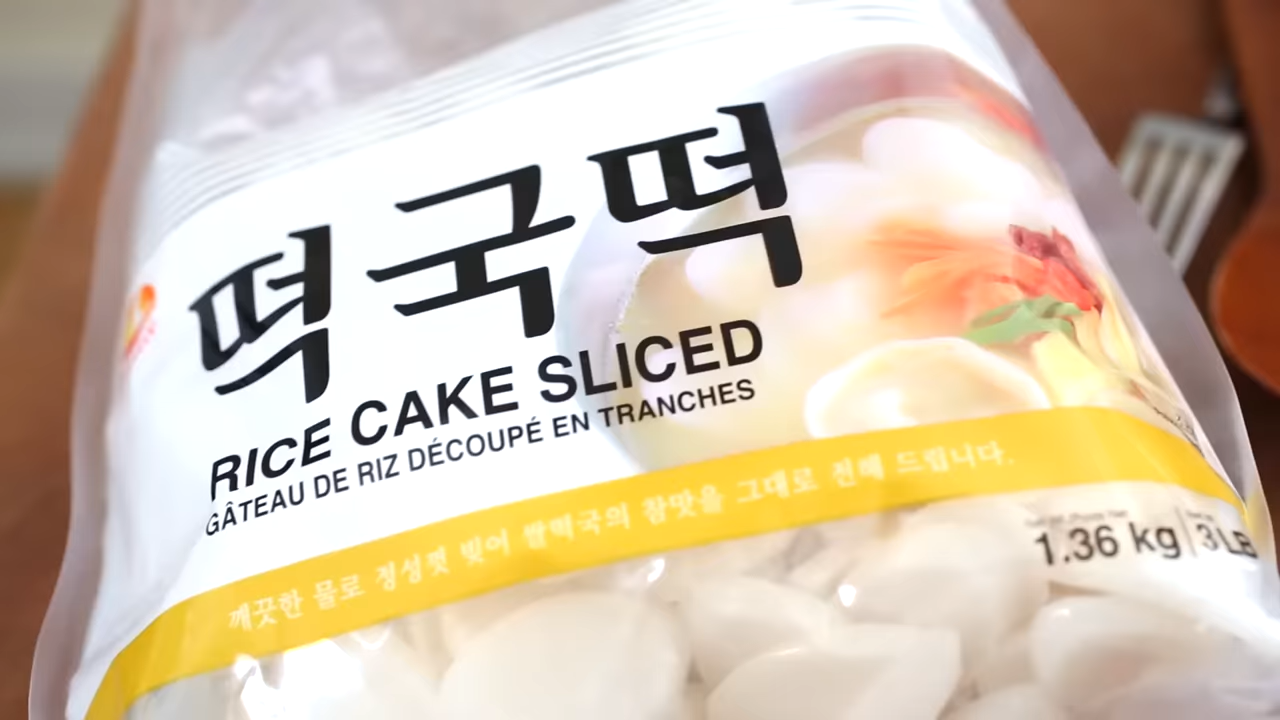 떡국떡
RICE CAKE SLICED
GÂTEAU DE RIZ DÉCOUPÉ EN TRANCHES
깨끗한 물로 정성껏 빚어 쌀떡국의 참맛을 그대로 전해 드립니다.
1.36 kg 3LB